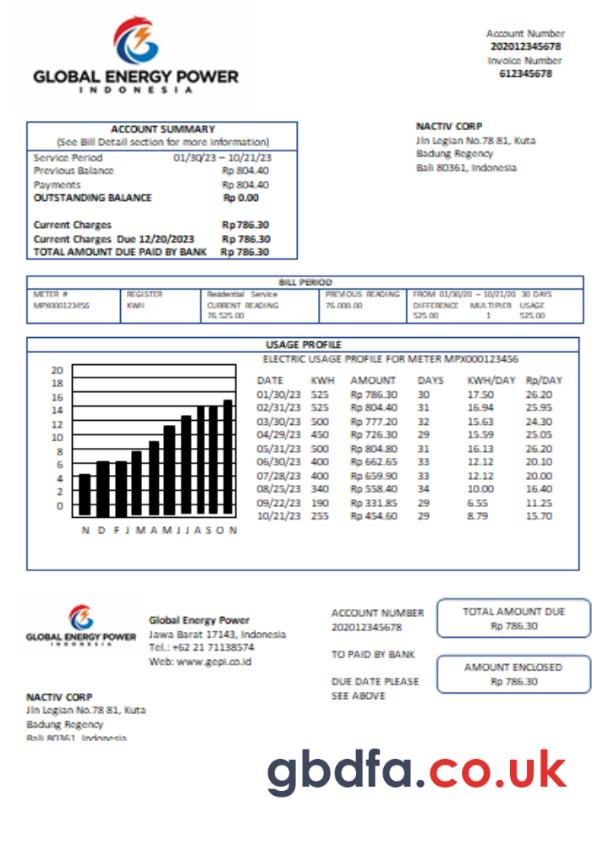 GLOBAL ENERGY POWER
INDONESIA
Account Number
202012345678
Invoice Number
612345678
ACCOUNT SUMMARY
(See Bill Detail section for more information)
Service Period 01/30/23 – 10/21/23
Previous Balance Rp 804.40
Payments Rp 804.40
OUTSTANDING BALANCE Rp 0.00
Current Charges Rp 786.30
Current Charges Due 12/20/2023 Rp 786.30
TOTAL AMOUNT DUE PAID BY BANK Rp 786.30
NACTIV CORP
Jln Legian No.78 81, Kuta
Badung Regency
Bali 80361, Indonesia
BILL PERIOD
METER # REGISTER Residential Service PREVIOUS READING FROM 01/30/20 – 10/21/20 30 DAYS
MPX000123456 KWH CURRENT READING 76.000.00 DIFFERENCE MULTIPLIER USAGE
76.525.00 525.00 1 525.00
USAGE PROFILE
ELECTRIC USAGE PROFILE FOR METER MPX000123456
20
18
16
14
12
10
8
6
4
2
0
N D F J M A M J J A S O N
DATE KWH AMOUNT DAYS KWH/DAY Rp/DAY
01/30/23 525 Rp 786.30 30 17.50 26.20
02/31/23 525 Rp 804.40 31 16.94 25.95
03/30/23 500 Rp 777.20 32 15.63 24.30
04/29/23 450 Rp 726.30 29 15.59 25.05
05/31/23 500 Rp 804.80 31 16.13 26.20
06/30/23 400 Rp 662.65 33 12.12 20.10
07/28/23 400 Rp 659.90 33 12.12 20.00
08/25/23 340 Rp 558.40 34 10.00 16.40
09/22/23 190 Rp 331.85 29 6.55 11.25
10/21/23 255 Rp 454.60 29 8.79 15.70
GLOBAL ENERGY POWER
INDONESIA
Global Energy Power
Jawa Barat 17143, Indonesia
Tel.: +62 21 71138574
Web: www.gepi.co.id
ACCOUNT NUMBER
202012345678
TO PAID BY BANK
DUE DATE PLEASE
SEE ABOVE
TOTAL AMOUNT DUE
Rp 786.30
AMOUNT ENCLOSED
Rp 786.30
NACTIV CORP
Jln Legian No.78 81, Kuta
Badung Regency
Bali 80361, Indonesia
gbdfa.co.uk